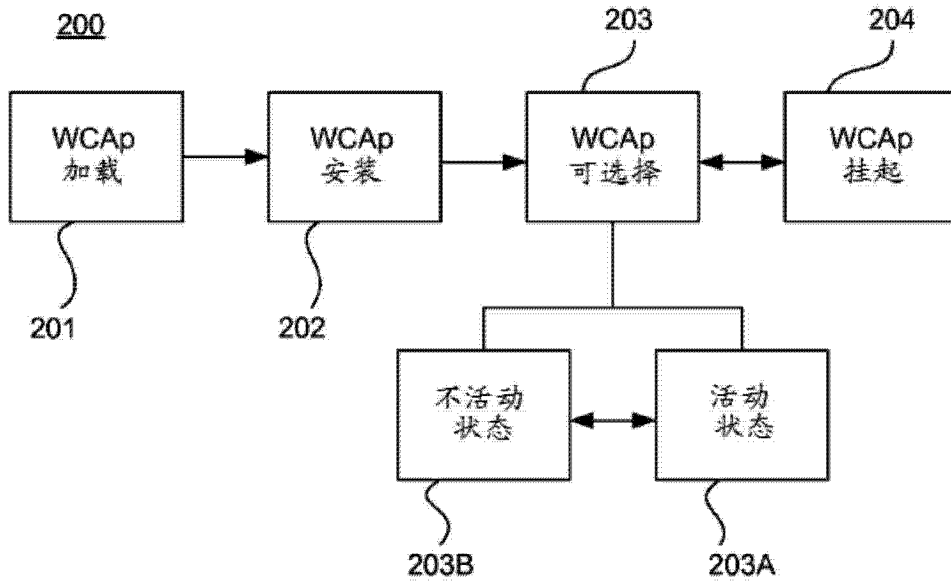 200
203
204
WCAp
加载
WCAp
安装
WCAp
可选择
WCAp
挂起
201
202
不活动
状态
活动
状态
203B
203A